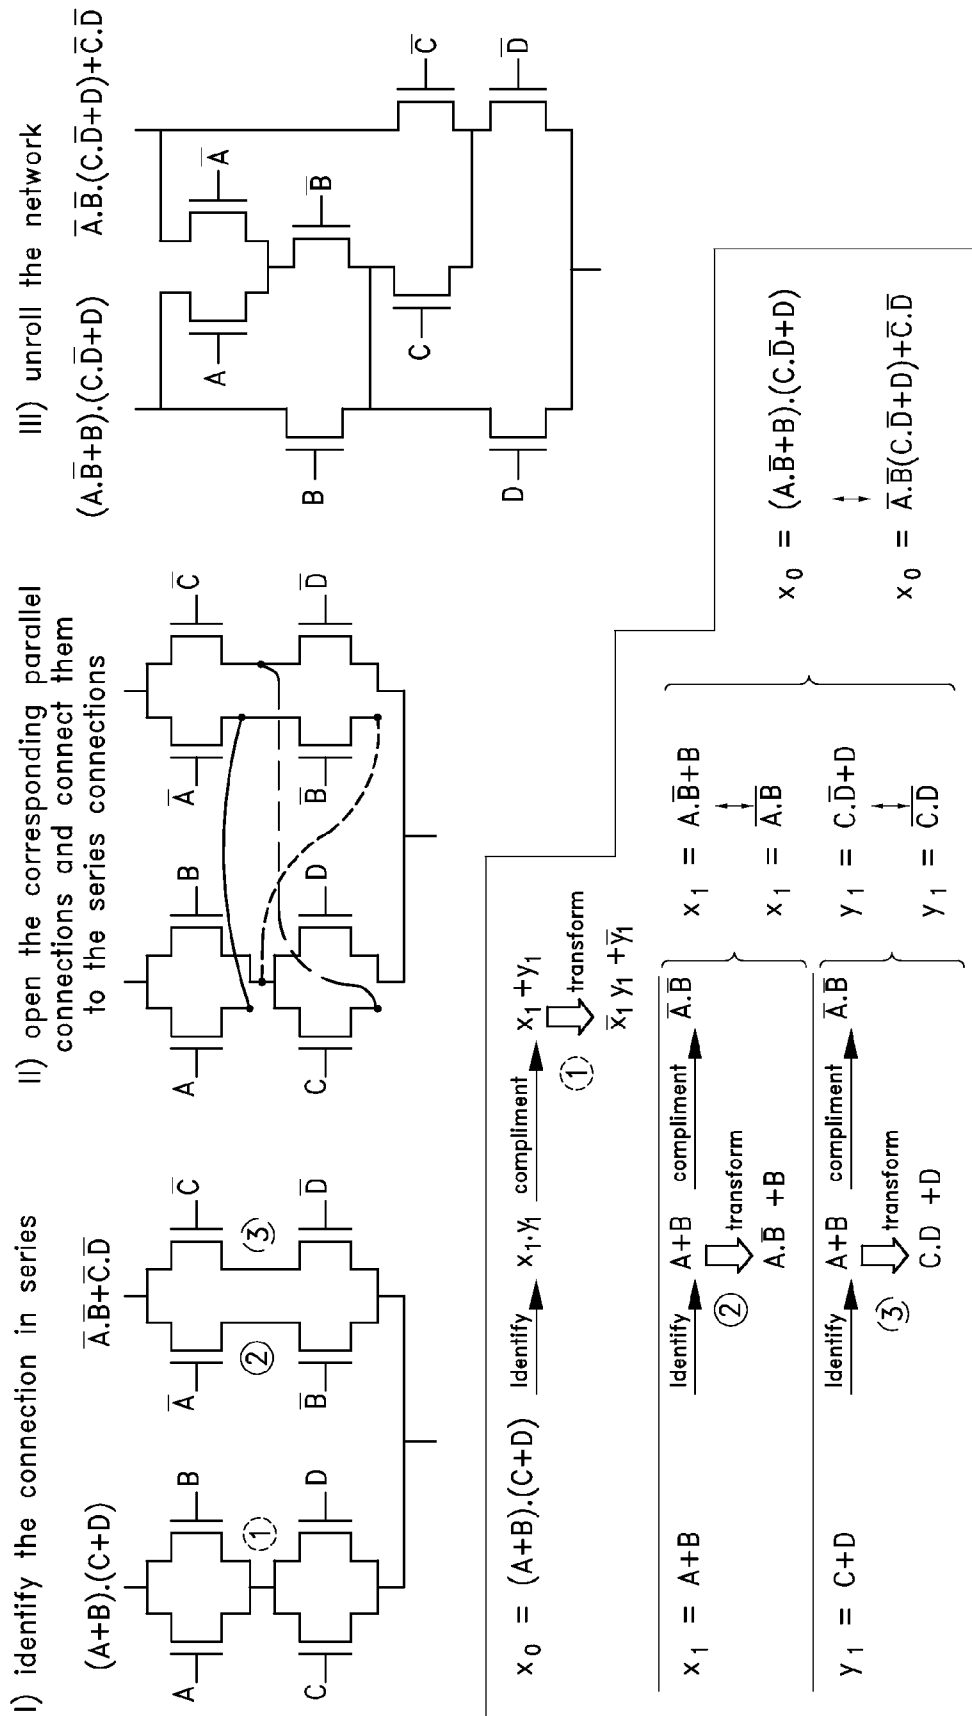 I) identify the connection in series
(A+B).(C+D)
A̅.B̅+C̅.D̅
A
B
C
D
①
A̅
B̅
C̅
D̅
②
③
II) open the corresponding parallel
connections and connect them
to the series connections
A
B
C
D
A̅
B̅
C̅
D̅
III) unroll the network
(A.B̅+B).(C.D̅+D)
A̅.B̅.(C.D̅+D)+C̅.D̅
A
A̅
B
B̅
C
C̅
D
D̅
x₀ = (A+B).(C+D) Identify x₁.y₁ compliment x₁ +y₁
① transform
x̅₁ y₁ +y̅₁
x₁ = A+B Identify A+B compliment A̅.B̅
② transform
A.B̅ +B
x₁ = A.B̅+B
x₁ = A̅.B̅
y₁ = C+D Identify A+B compliment A̅.B̅
③ transform
C.D +D
y₁ = C.D̅+D
y₁ = C̅.D̅
x₀ = (A.B̅+B).(C.D̅+D)
x₀ = A̅.B̅(C.D̅+D)+C̅.D̅